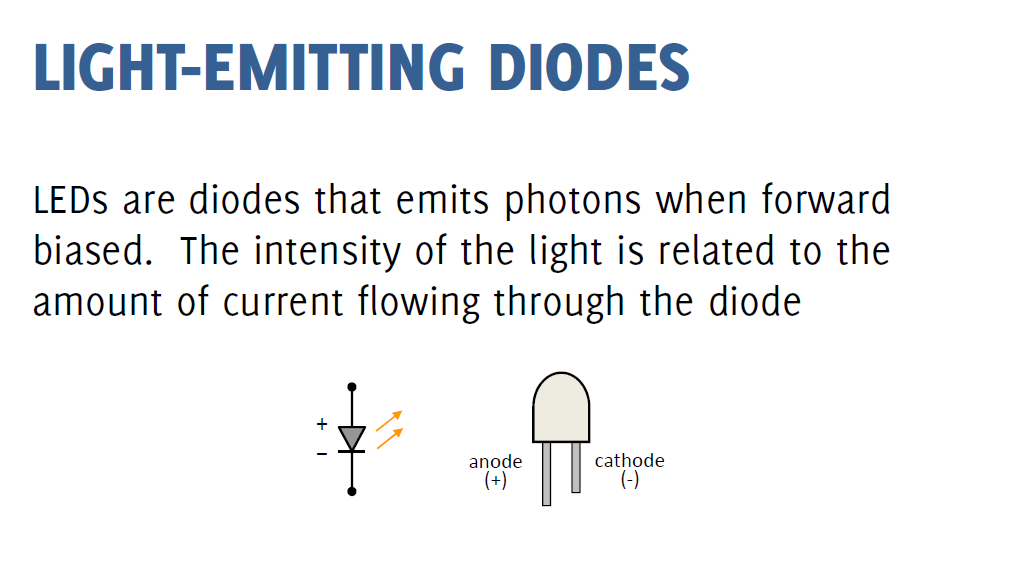 LIGHT-EMITTING DIODES
LEDs are diodes that emits photons when forward
biased.  The intensity of the light is related to the
amount of current flowing through the diode
+
−
anode
(+)
cathode
(-)